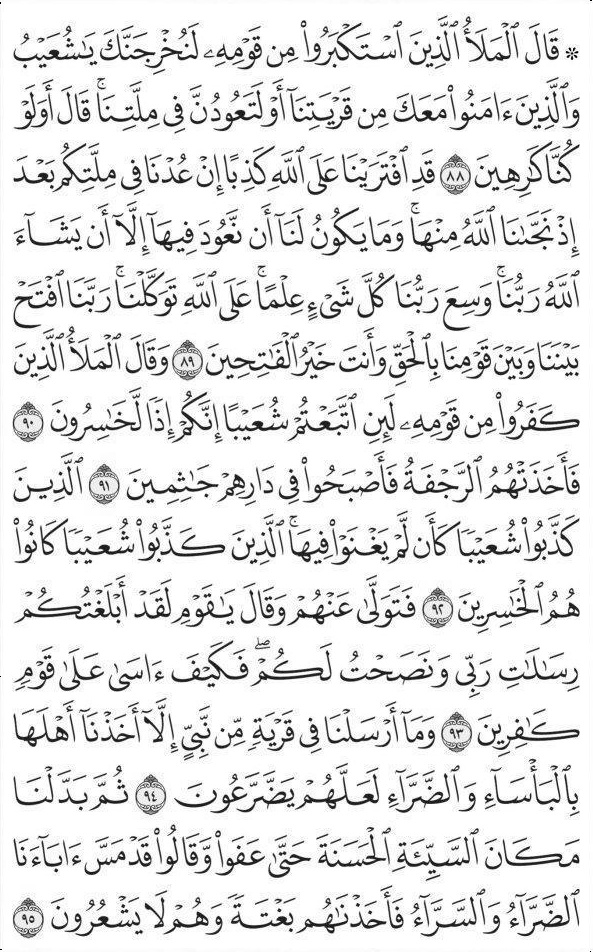 ۞ قَالَ ٱلْمَلَأُ ٱلَّذِينَ ٱسْتَكْبَرُوا۟ مِن قَوْمِهِۦ لَنُخْرِجَنَّكَ يَـٰشُعَيْبُ
وَٱلَّذِينَ ءَامَنُوا۟ مَعَكَ مِن قَرْيَتِنَآ أَوْ لَتَعُودُنَّ فِى مِلَّتِنَا ۚ قَالَ أَوَلَوْ
كُنَّا كَـٰرِهِينَ ٨٨ قَدِ ٱفْتَرَيْنَا عَلَى ٱللَّهِ كَذِبًا إِنْ عُدْنَا فِى مِلَّتِكُم بَعْدَ
إِذْ نَجَّىٰنَا ٱللَّهُ مِنْهَا ۚ وَمَا يَكُونُ لَنَآ أَن نَّعُودَ فِيهَآ إِلَّآ أَن يَشَآءَ
ٱللَّهُ رَبُّنَا ۚ وَسِعَ رَبُّنَا كُلَّ شَىْءٍ عِلْمًا ۚ عَلَى ٱللَّهِ تَوَكَّلْنَا ۚ رَبَّنَا ٱفْتَحْ
بَيْنَنَا وَبَيْنَ قَوْمِنَا بِٱلْحَقِّ وَأَنتَ خَيْرُ ٱلْفَـٰتِحِينَ ٨٩ وَقَالَ ٱلْمَلَأُ ٱلَّذِينَ
كَفَرُوا۟ مِن قَوْمِهِۦ لَئِنِ ٱتَّبَعْتُمْ شُعَيْبًا إِنَّكُمْ إِذًا لَّخَـٰسِرُونَ ٩٠
فَأَخَذَتْهُمُ ٱلرَّجْفَةُ فَأَصْبَحُوا۟ فِى دَارِهِمْ جَـٰثِمِينَ ٩١ ٱلَّذِينَ
كَذَّبُوا۟ شُعَيْبًا كَأَن لَّمْ يَغْنَوْا۟ فِيهَا ۚ ٱلَّذِينَ كَذَّبُوا۟ شُعَيْبًا كَانُوا۟
هُمُ ٱلْخَـٰسِرِينَ ٩٢ فَتَوَلَّىٰ عَنْهُمْ وَقَالَ يَـٰقَوْمِ لَقَدْ أَبْلَغْتُكُمْ
رِسَـٰلَـٰتِ رَبِّى وَنَصَحْتُ لَكُمْ ۖ فَكَيْفَ ءَاسَىٰ عَلَىٰ قَوْمٍ
كَـٰفِرِينَ ٩٣ وَمَآ أَرْسَلْنَا فِى قَرْيَةٍ مِّن نَّبِىٍّ إِلَّآ أَخَذْنَآ أَهْلَهَا
بِٱلْبَأْسَآءِ وَٱلضَّرَّآءِ لَعَلَّهُمْ يَضَّرَّعُونَ ٩٤ ثُمَّ بَدَّلْنَا
مَكَانَ ٱلسَّيِّئَةِ ٱلْحَسَنَةَ حَتَّىٰ عَفَوا۟ وَّقَالُوا۟ قَدْ مَسَّ ءَابَآءَنَا
ٱلضَّرَّآءُ وَٱلسَّرَّآءُ فَأَخَذْنَـٰهُم بَغْتَةً وَهُمْ لَا يَشْعُرُونَ ٩٥